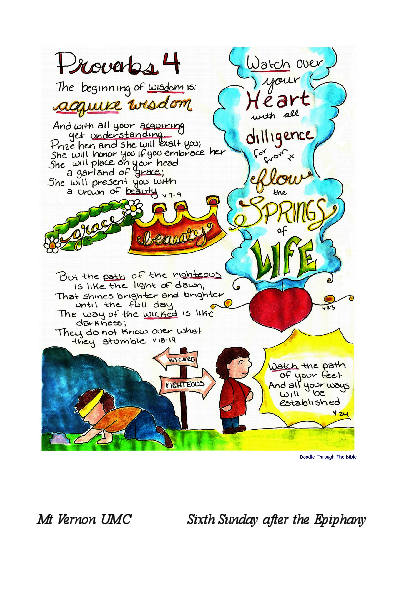 Proverbs 4
The beginning of wisdom is:
acquire wisdom
And with all your acquiring
get understanding
Prize her, and she will exalt you;
She will honor you if you embrace her
She will place on your head
a garland of grace;
She will present you with
a crown of beauty v 7-9
grace
beauty
Watch over
your
Heart
with all
dilligence
for from it
flow
the
SPRINGS
of
LIFE
v 23
But the path of the righteous
is like the light of dawn,
That shines brighter and brighter
until the full day
The way of the wicked is like
darkness;
They do not know over what
they stumble v 18-19
WICKED
RIGHTEOUS
Watch the path
of your feet
And all your ways
will be
established
v 26
Doodle Through The Bible
Mt Vernon UMC
Sixth Sunday after the Epiphany